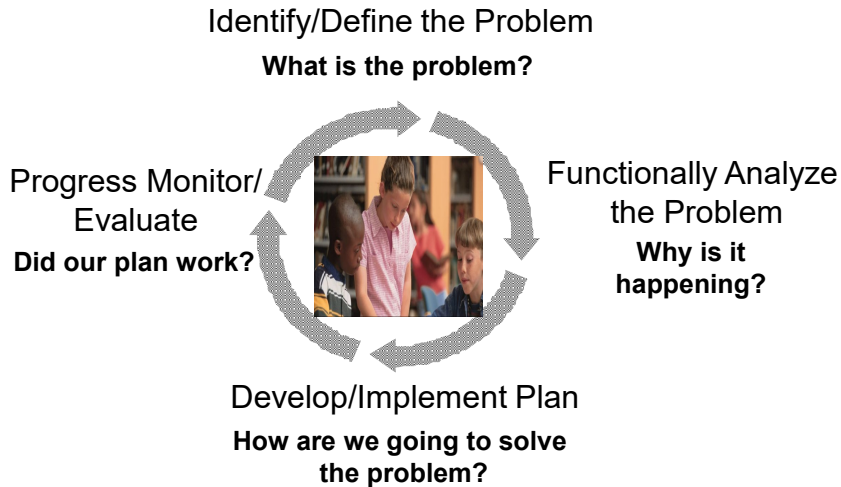 Identify/Define the Problem
What is the problem?
Functionally Analyze
the Problem
Why is it
happening?
Develop/Implement Plan
How are we going to solve
the problem?
Progress Monitor/
Evaluate
Did our plan work?